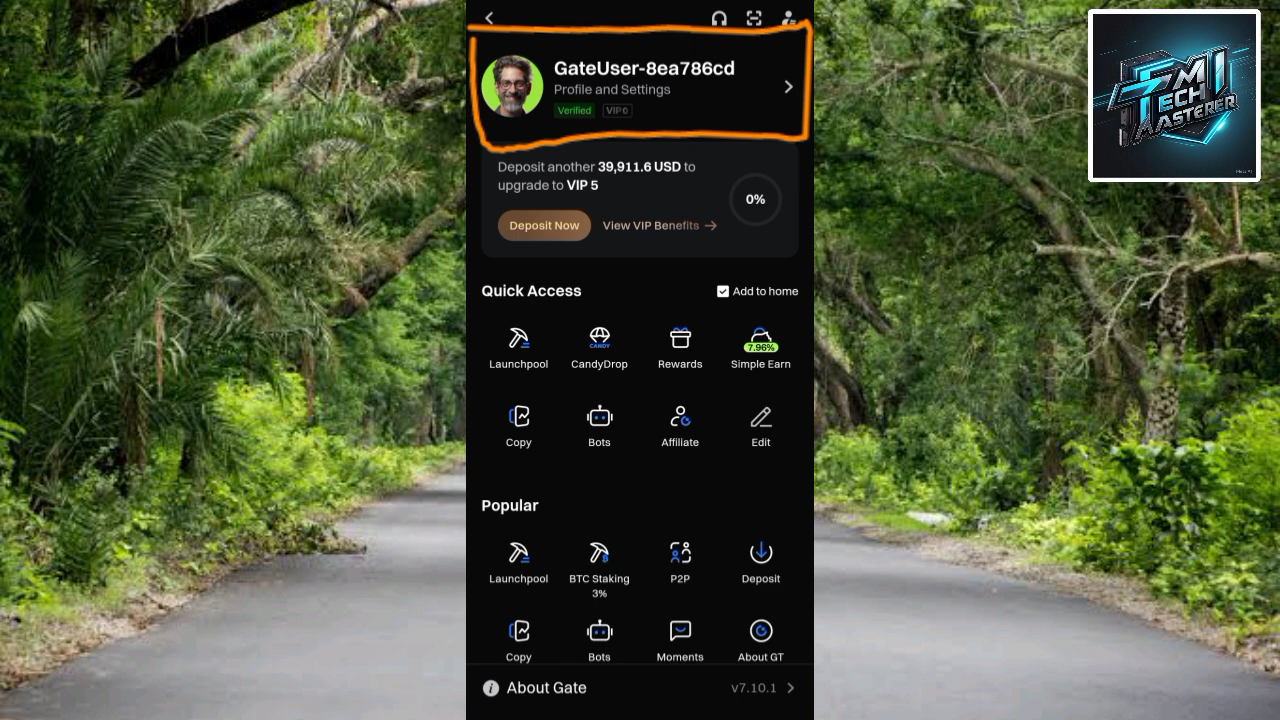 GateUser-8ea786cd
Profile and Settings
Verified VIP 0
Deposit another 39,911.6 USD to
upgrade to VIP 5
0%
Deposit Now View VIP Benefits
Quick Access Add to home
CANDY 7.96%
Launchpool CandyDrop Rewards Simple Earn
Copy Bots Affiliate Edit
Popular
Launchpool BTC Staking P2P Deposit
3%
Copy Bots Moments About GT
About Gate v7.10.1
TECH
MASTERER